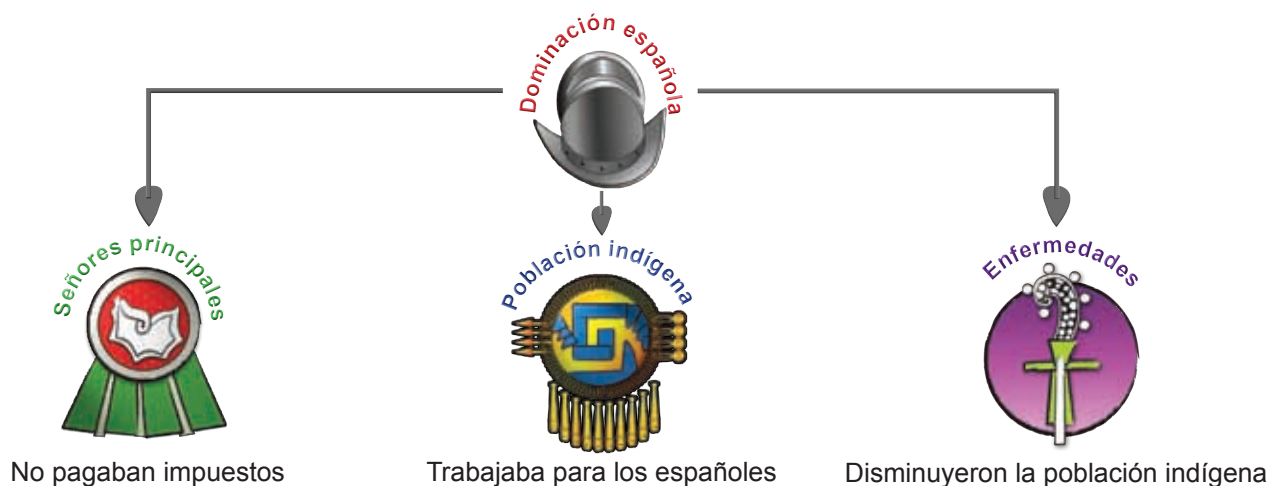 Dominación española
Señores principales
Población indígena
Enfermedades
No pagaban impuestos
Trabajaba para los españoles
Disminuyeron la población indígena